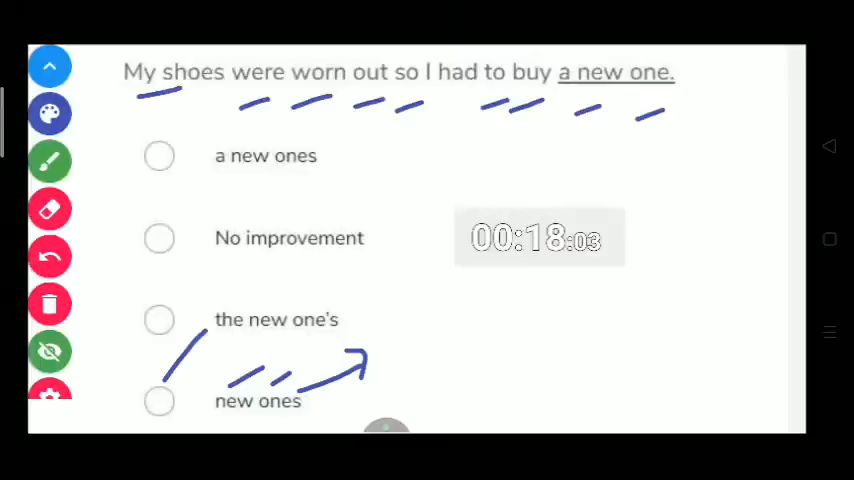 My shoes were worn out so I had to buy a new one.
a new ones
No improvement
00:18:03
the new one's
new ones